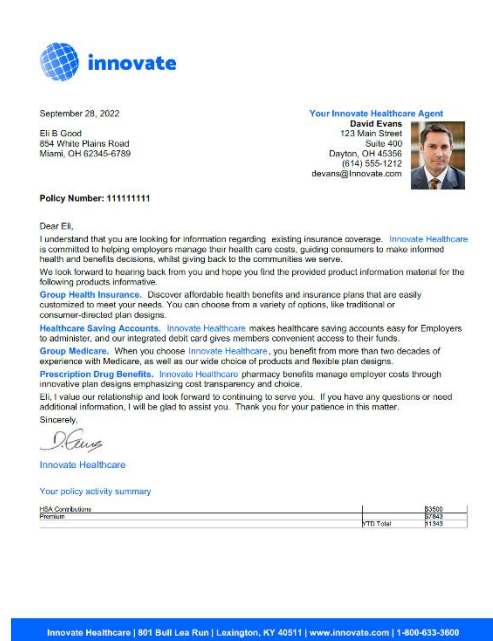 innovate
September 28, 2022
Your Innovate Healthcare Agent
David Evans
Eli B Good
123 Main Street
854 White Plains Road
Suite 400
Miami, OH 62345-6789
Dayton, OH 45356
(614) 555-1212
devans@Innovate.com
Policy Number: 111111111
Dear Eli,
I understand that you are looking for information regarding existing insurance coverage. Innovate Healthcare
is committed to helping employers manage their health care costs, guiding consumers to make informed
health and benefits decisions, whilst giving back to the communities we serve.
We look forward to hearing back from you and hope you find the provided product information material for the
following products informative.
Group Health Insurance. Discover affordable health benefits and insurance plans that are easily
customized to meet your needs. You can choose from a variety of options, like traditional or
consumer-directed plan designs.
Healthcare Saving Accounts. Innovate Healthcare makes healthcare saving accounts easy for Employers
to administer, and our integrated debit card gives members convenient access to their funds.
Group Medicare. When you choose Innovate Healthcare, you benefit from more than two decades of
experience with Medicare, as well as our wide choice of products and flexible plan designs.
Prescription Drug Benefits. Innovate Healthcare pharmacy benefits manage employer costs through
innovative plan designs emphasizing cost transparency and choice.
Eli, I value our relationship and look forward to continuing to serve you. If you have any questions or need
additional information, I will be glad to assist you. Thank you for your patience in this matter.
Sincerely,
D. Evans
Innovate Healthcare
Your policy activity summary
HSA Contributions $3500
Premium $7843
YTD Total 11343
Innovate Healthcare | 801 Bull Lea Run | Lexington, KY 40511 | www.innovate.com | 1-800-633-3600